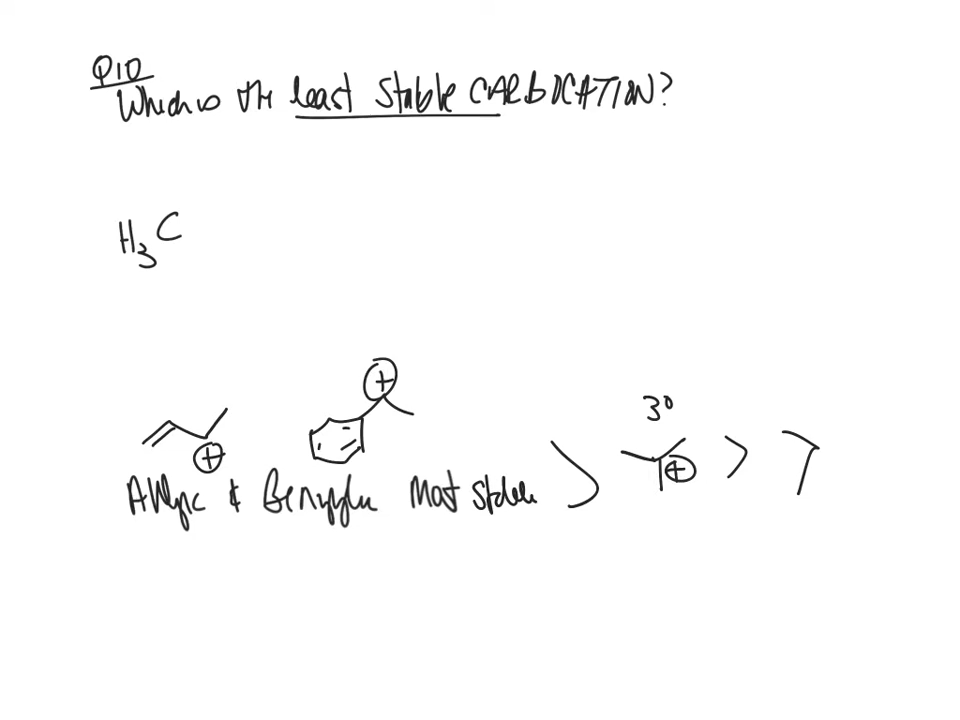 Q10
Which is the least stable CARBOCATION?
H3C
+
3°
+ > +
Allylic & Benzylic Most stable >